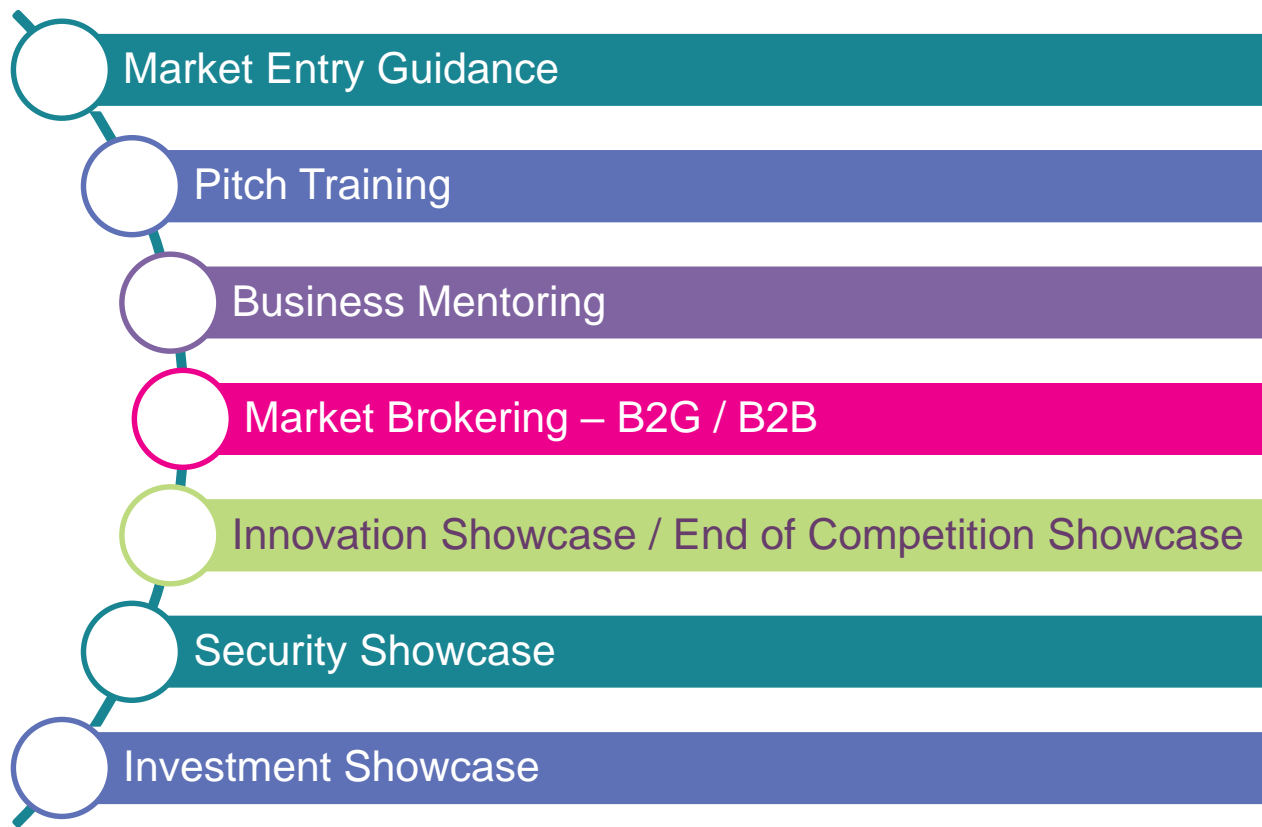 Market Entry Guidance
Pitch Training
Business Mentoring
Market Brokering – B2G / B2B
Innovation Showcase / End of Competition Showcase
Security Showcase
Investment Showcase